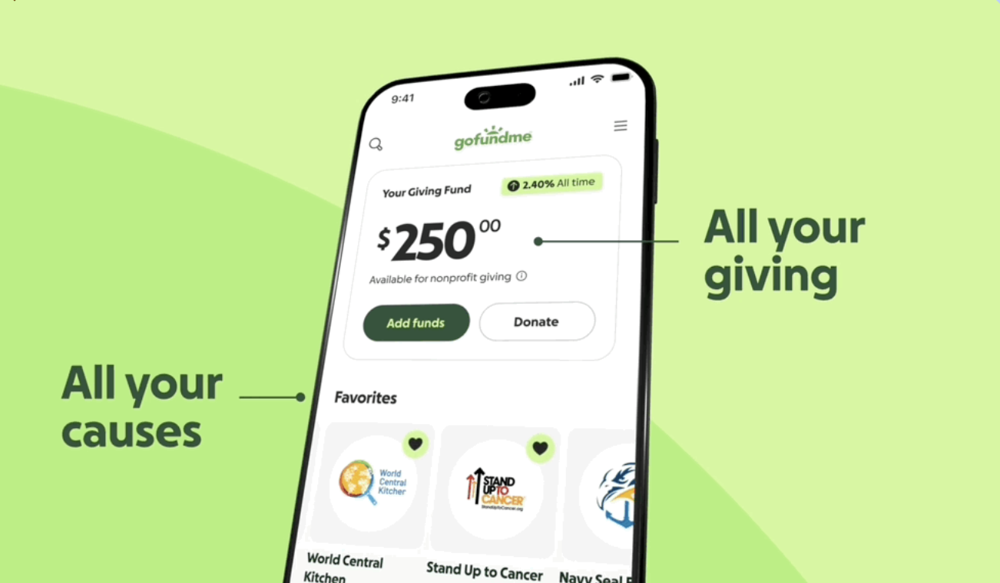 9:41
gofundme
Your Giving Fund
2.40% All time
$250 00
Available for nonprofit giving
Add funds
Donate
All your
giving
All your
causes
Favorites
World
Central
Kitchen
STAND
UP TO
CANCER
StandUpToCancer.org
World Central
Kitchen
Stand Up to Cancer
Navy Seal